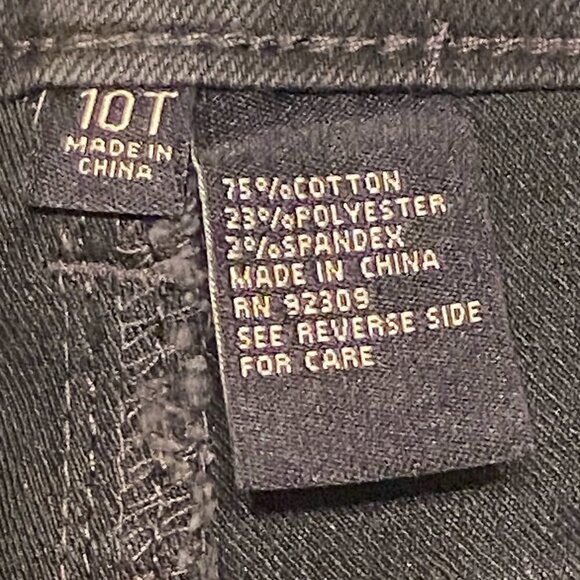 10T
MADE IN
CHINA
75%COTTON
23%POLYESTER
2%SPANDEX
MADE IN CHINA
RN 92309
SEE REVERSE SIDE
FOR CARE